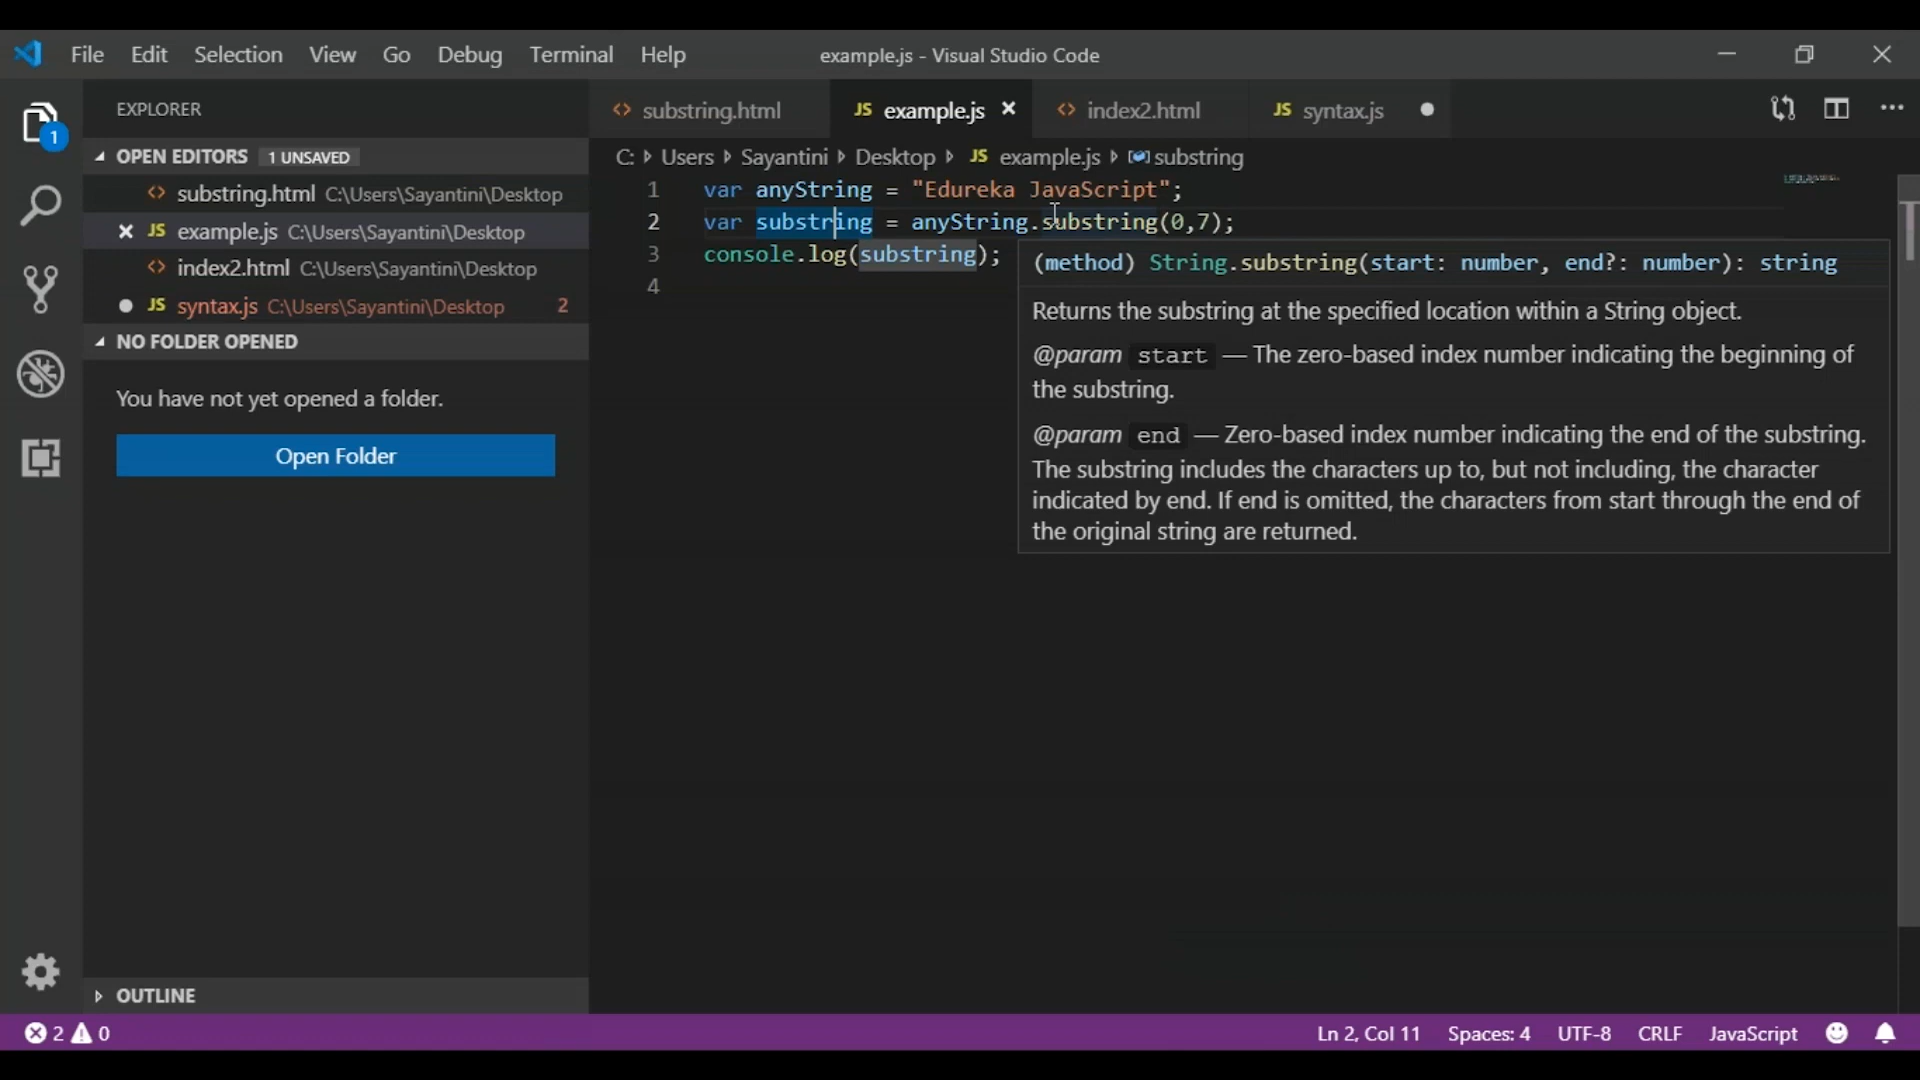 File Edit Selection View Go Debug Terminal Help example.js - Visual Studio Code
EXPLORER
substring.html JS example.js index2.html JS syntax.js
1
OPEN EDITORS 1 UNSAVED
C: Users Sayantini Desktop JS example.js substring
substring.html C:\Users\Sayantini\Desktop
JS example.js C:\Users\Sayantini\Desktop
index2.html C:\Users\Sayantini\Desktop
JS syntax.js C:\Users\Sayantini\Desktop 2
NO FOLDER OPENED
You have not yet opened a folder.
Open Folder
OUTLINE
1 var anyString = "Edureka JavaScript";
2 var substring = anyString.substring(0,7);
3 console.log(substring);
4
(method) String.substring(start: number, end?: number): string
Returns the substring at the specified location within a String object.
@param start — The zero-based index number indicating the beginning of
the substring.
@param end — Zero-based index number indicating the end of the substring.
The substring includes the characters up to, but not including, the character
indicated by end. If end is omitted, the characters from start through the end of
the original string are returned.
2 0 Ln 2, Col 11 Spaces: 4 UTF-8 CRLF JavaScript